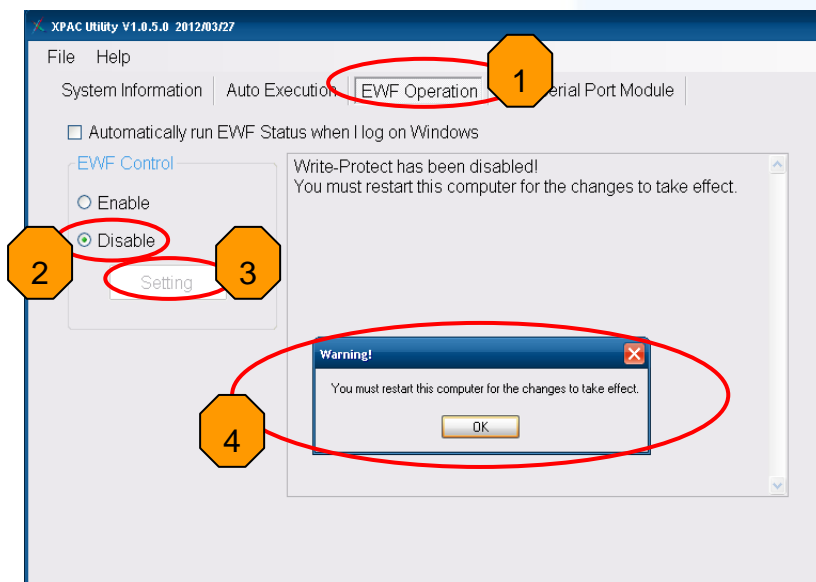 XPAC Utility V1.0.5.0 2012/03/27
File Help
System Information Auto Execution EWF Operation 1 erial Port Module
Automatically run EWF Status when I log on Windows
EWF Control
Enable
2 Disable
Setting 3
Write-Protect has been disabled!
You must restart this computer for the changes to take effect.
4
Warning!
You must restart this computer for the changes to take effect.
OK